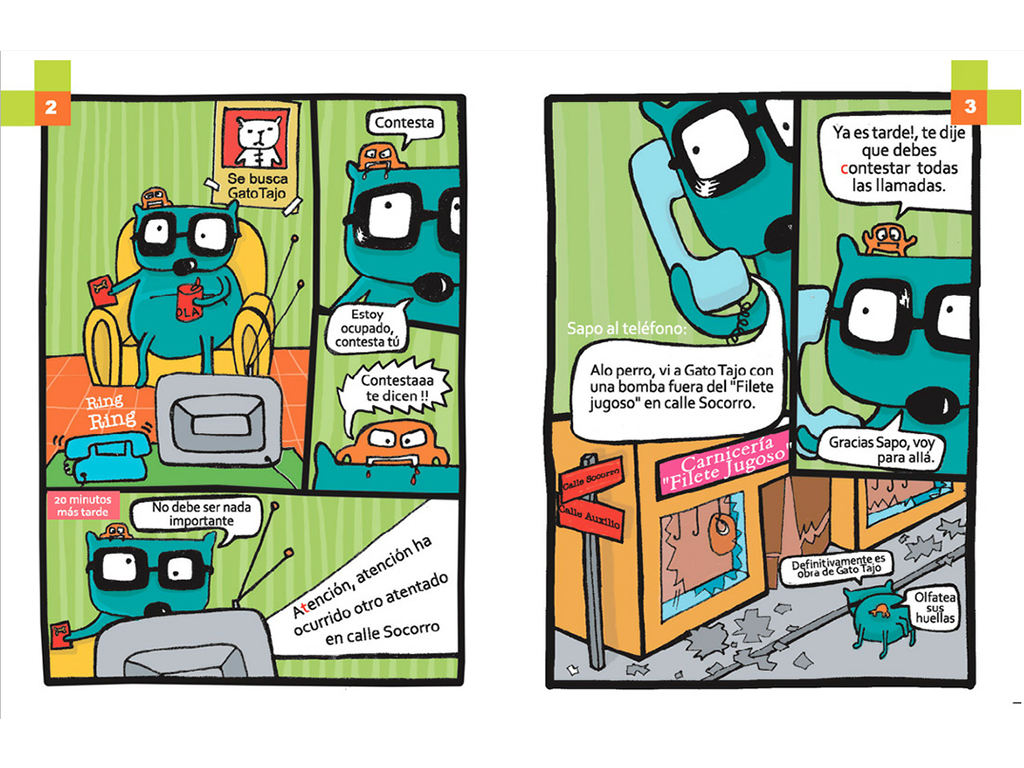 2
Se busca
Gato Tajo
OLA
Ring
Ring
Contesta
Estoy
ocupado,
contesta tú
Contestaaa
te dicen !!
20 minutos
más tarde
No debe ser nada
importante
Atención, atención ha
ocurrido otro atentado
en calle Socorro
3
Sapo al teléfono:
Alo perro, vi a Gato Tajo con
una bomba fuera del "Filete
jugoso" en calle Socorro.
Ya es tarde!, te dije
que debes
contestar todas
las llamadas.
Gracias Sapo, voy
para allá.
Calle Socorro
Calle Auxilio
Carnicería
"Filete Jugoso"
Definitivamente es
obra de Gato Tajo
Olfatea
sus
huellas